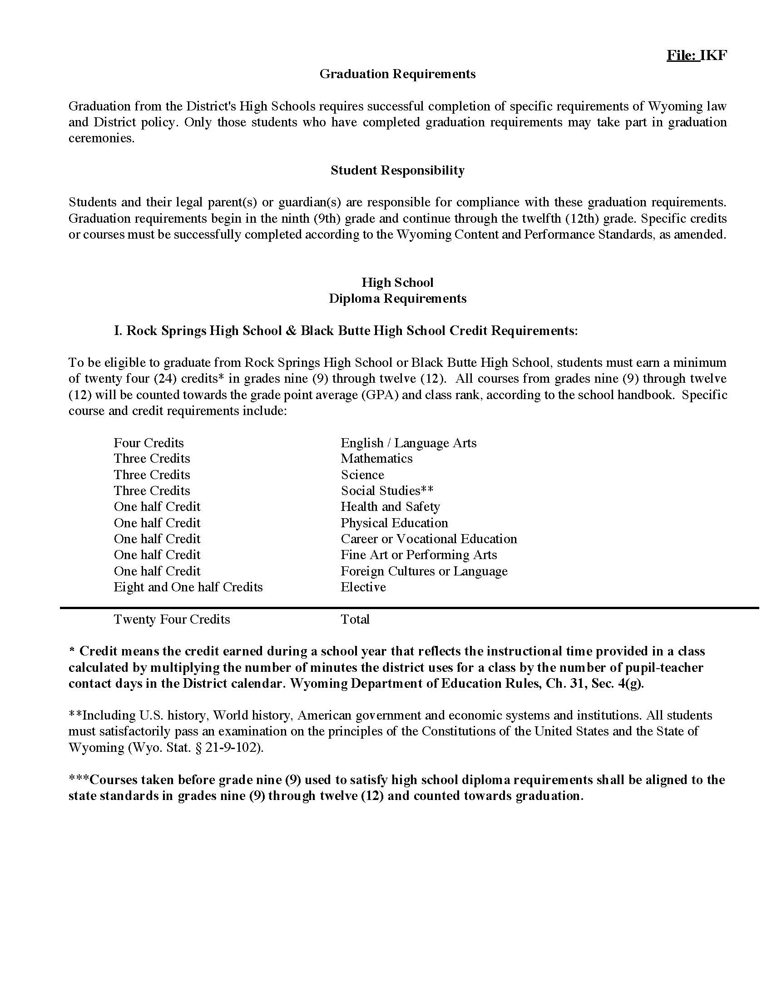 File: IKF
Graduation Requirements
Graduation from the District's High Schools requires successful completion of specific requirements of Wyoming law
and District policy. Only those students who have completed graduation requirements may take part in graduation
ceremonies.
Student Responsibility
Students and their legal parent(s) or guardian(s) are responsible for compliance with these graduation requirements.
Graduation requirements begin in the ninth (9th) grade and continue through the twelfth (12th) grade. Specific credits
or courses must be successfully completed according to the Wyoming Content and Performance Standards, as amended.
High School
Diploma Requirements
I. Rock Springs High School & Black Butte High School Credit Requirements:
To be eligible to graduate from Rock Springs High School or Black Butte High School, students must earn a minimum
of twenty four (24) credits* in grades nine (9) through twelve (12). All courses from grades nine (9) through twelve
(12) will be counted towards the grade point average (GPA) and class rank, according to the school handbook. Specific
course and credit requirements include:
Four Credits English / Language Arts
Three Credits Mathematics
Three Credits Science
Three Credits Social Studies**
One half Credit Health and Safety
One half Credit Physical Education
One half Credit Career or Vocational Education
One half Credit Fine Art or Performing Arts
One half Credit Foreign Cultures or Language
Eight and One half Credits Elective
Twenty Four Credits Total
* Credit means the credit earned during a school year that reflects the instructional time provided in a class
calculated by multiplying the number of minutes the district uses for a class by the number of pupil-teacher
contact days in the District calendar. Wyoming Department of Education Rules, Ch. 31, Sec. 4(g).
**Including U.S. history, World history, American government and economic systems and institutions. All students
must satisfactorily pass an examination on the principles of the Constitutions of the United States and the State of
Wyoming (Wyo. Stat. § 21-9-102).
***Courses taken before grade nine (9) used to satisfy high school diploma requirements shall be aligned to the
state standards in grades nine (9) through twelve (12) and counted towards graduation.